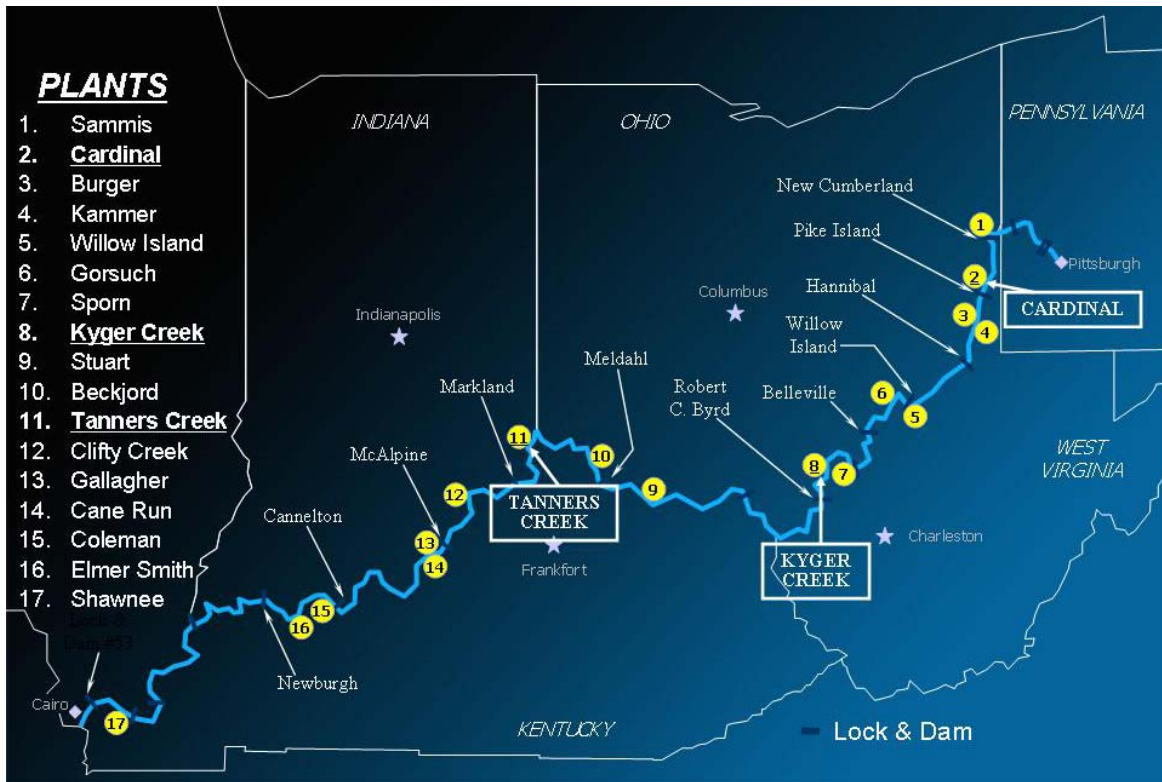 PLANTS
1. Sammis
2. Cardinal
3. Burger
4. Kammer
5. Willow Island
6. Gorsuch
7. Sporn
8. Kyger Creek
9. Stuart
10. Beckjord
11. Tanners Creek
12. Clifty Creek
13. Gallagher
14. Cane Run
15. Coleman
16. Elmer Smith
17. Shawnee
INDIANA
OHIO
PENNSYLVANIA
New Cumberland
1
Pike Island
Pittsburgh
2
Hannibal
CARDINAL
Columbus
3
Indianapolis
4
Willow
Island
Meldahl
Markland
Robert
C. Byrd
Belleville
6
5
WEST
VIRGINIA
11
McAlpine
10
8
7
12
9
TANNERS
CREEK
Cannelton
13
Charleston
14
Frankfort
KYGER
CREEK
15
16
Lock &
Dam #53
Newburgh
Cairo
17
KENTUCKY
Lock & Dam